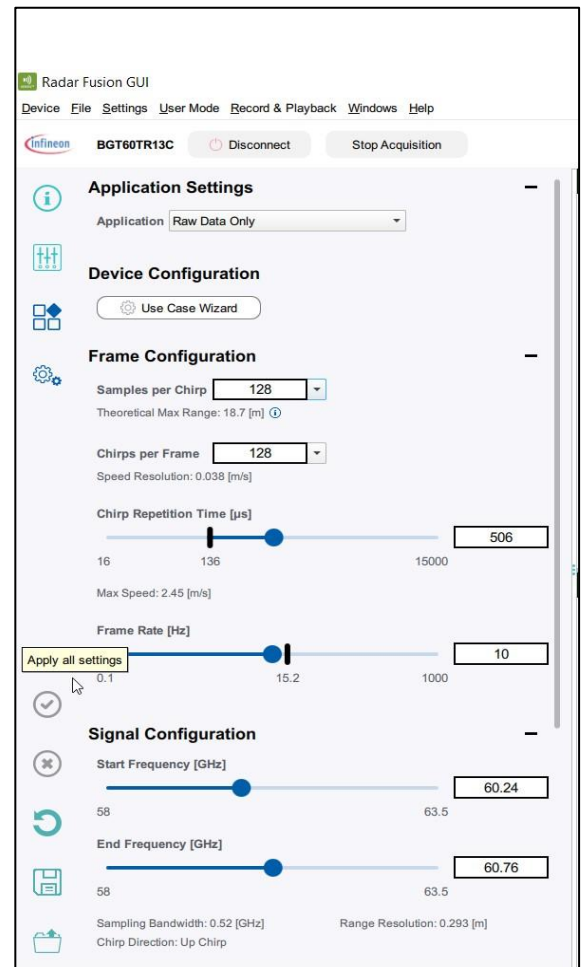 Radar Fusion GUI
Device File Settings User Mode Record & Playback Windows Help
infineon BGT60TR13C Disconnect Stop Acquisition
Application Settings
Application Raw Data Only
Device Configuration
Use Case Wizard
Frame Configuration
Samples per Chirp 128
Theoretical Max Range: 18.7 [m]
Chirps per Frame 128
Speed Resolution: 0.038 [m/s]
Chirp Repetition Time [µs]
506
16 136 15000
Max Speed: 2.45 [m/s]
Frame Rate [Hz]
10
Apply all settings
0.1 15.2 1000
Signal Configuration
Start Frequency [GHz]
60.24
58 63.5
End Frequency [GHz]
60.76
58 63.5
Sampling Bandwidth: 0.52 [GHz] Range Resolution: 0.293 [m]
Chirp Direction: Up Chirp